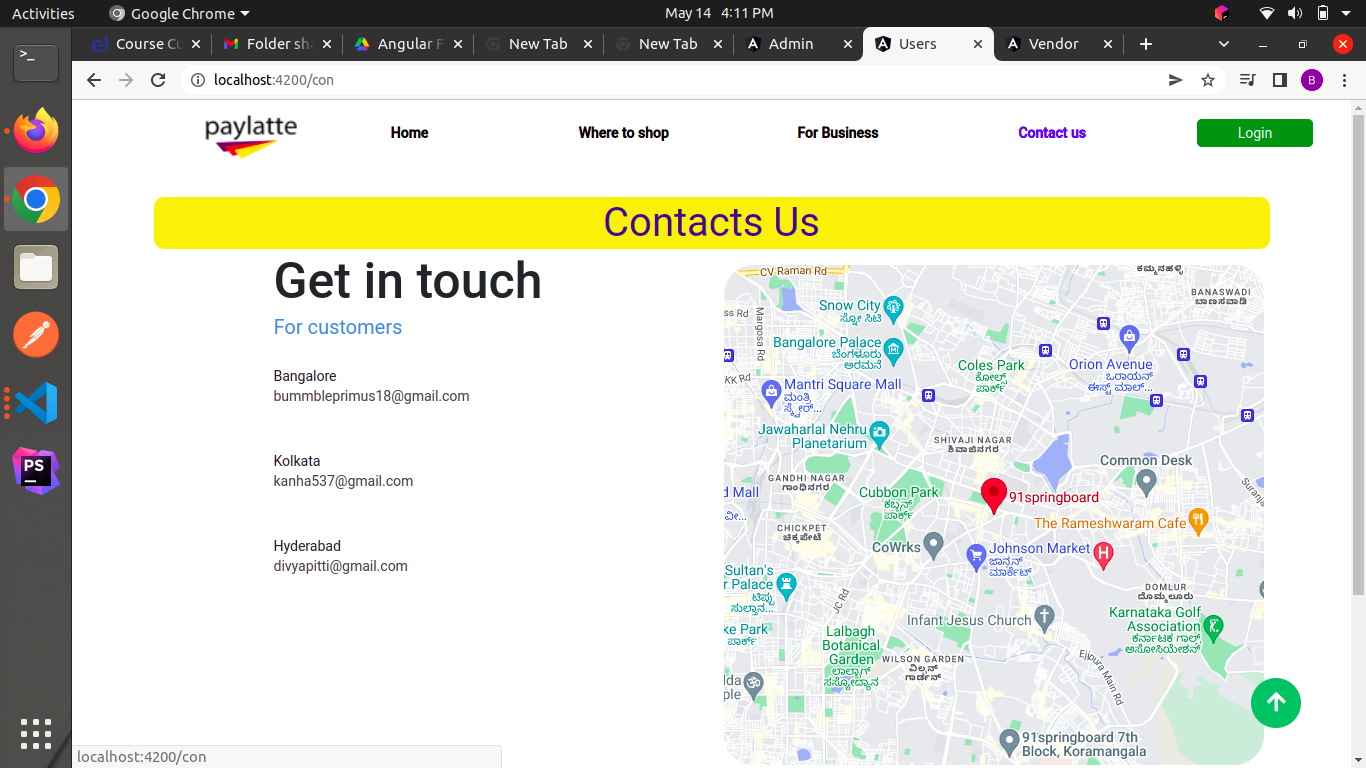 Activities
Google Chrome
May 14 4:11 PM
Course Cu
Folder sha
Angular F
New Tab
New Tab
Admin
Users
Vendor
localhost:4200/con
B
paylatte
Home
Where to shop
For Business
Contact us
Login
Contacts Us
Get in touch
For customers
Bangalore
bummbleprimus18@gmail.com
Kolkata
kanha537@gmail.com
Hyderabad
divyapitti@gmail.com
CV Raman Rd
ಕಮ್ಮನಹಳ್ಳಿ
BANASWADI
ಬಾಣಸವಾಡಿ
Snow City
ಸ್ನೋ ಸಿಟಿ
ss Rd
Margosa Rd
Bangalore Palace
ಬೆಂಗಳೂರು
ಅರಮನೆ
Coles Park
ಕೋಲ್ಸ್
ಪಾರ್ಕ್
Orion Avenue
ಒರಾಯನ್
ಈಸ್ಟ್ ಮಾಲ್...
KK Rd
Mantri Square Mall
ಮಂತ್ರಿ
ಸ್ಕ್ವೇರ್...
Jawaharlal Nehru
Planetarium
SHIVAJI NAGAR
ಶಿವಾಜಿನಗರ
Common Desk
GANDHI NAGAR
ಗಾಂಧಿನಗರ
d Mall
Cubbon Park
ಕಬ್ಬನ್
ಪಾರ್ಕ್
91springboard
Suranja
The Rameshwaram Cafe
CHICKPET
ಚಿಕ್ಕಪೇಟೆ
CoWrks
Johnson Market
ಜಾನ್ಸನ್
ಮಾರ್ಕೆಟ್
H
Sultan's
r Palace
ಟಿಪ್ಪು
ಸುಲ್ತಾನ...
JC Rd
DOMLUR
ದೊಮ್ಮಲೂರು
Infant Jesus Church
Karnataka Golf
Association
ಕರ್ನಾಟಕ ಗಾಲ್ಫ್
ಅಸೋಸಿಯೇಶನ್
ke Park
ಪಾರ್ಕ್
Lalbagh
Botanical
Garden
ಲಾಲ್ಬಾಗ್
ಸಸ್ಯೋದ್ಯಾನ
WILSON GARDEN
ವಿಲ್ಸನ್
ಗಾರ್ಡನ್
Ejipura Main Rd
lda
ple
91springboard 7th
Block, Koramangala
PS
localhost:4200/con